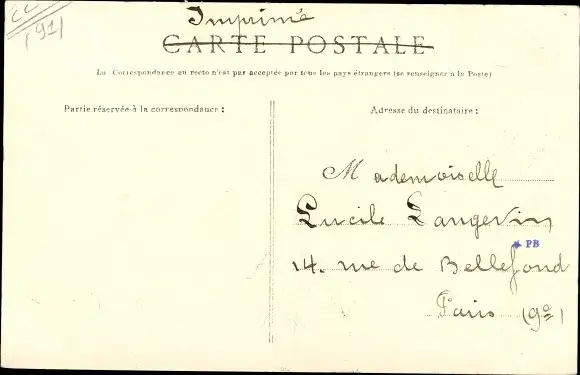 (91)
Imprimé
CARTE POSTALE
La Correspondance au recto n'est pas acceptée par tous les pays étrangers (se renseigner à la Poste)
Partie réservée à la correspondance :
Adresse du destinataire :
Mademoiselle
Lucile Langevin
PB
14. rue de Bellefond
Paris (9e)